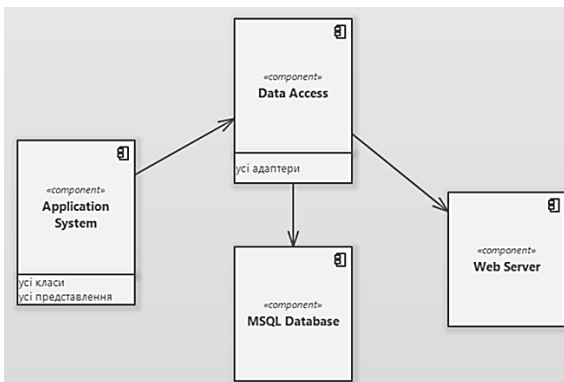 «component»
Data Access
усі адаптери
«component»
Application
System
усі класи
усі представлення
«component»
Web Server
«component»
MSQL Database